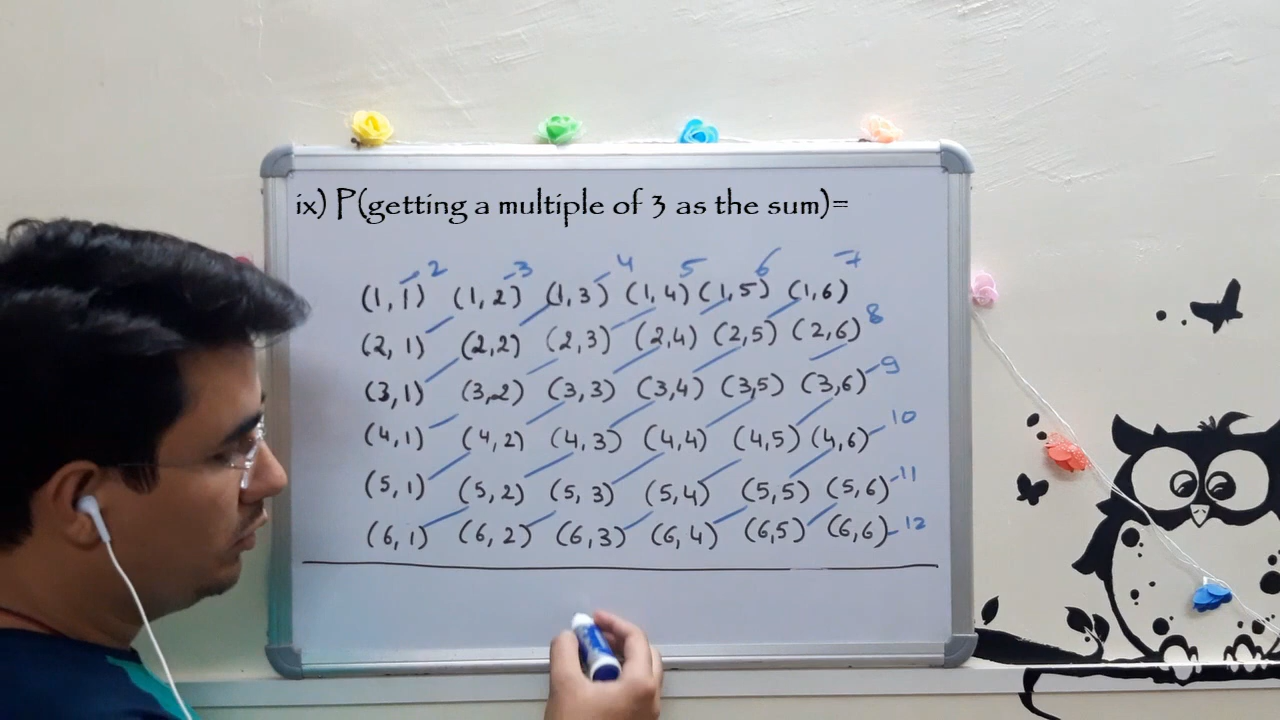 ix) P(getting a multiple of 3 as the sum)=
2 3 4 5 6 7
(1,1) (1,2) (1,3) (1,4) (1,5) (1,6)
(2,1) (2,2) (2,3) (2,4) (2,5) (2,6) 8
(3,1) (3,2) (3,3) (3,4) (3,5) (3,6) 9
(4,1) (4,2) (4,3) (4,4) (4,5) (4,6) 10
(5,1) (5,2) (5,3) (5,4) (5,5) (5,6) 11
(6,1) (6,2) (6,3) (6,4) (6,5) (6,6) 12